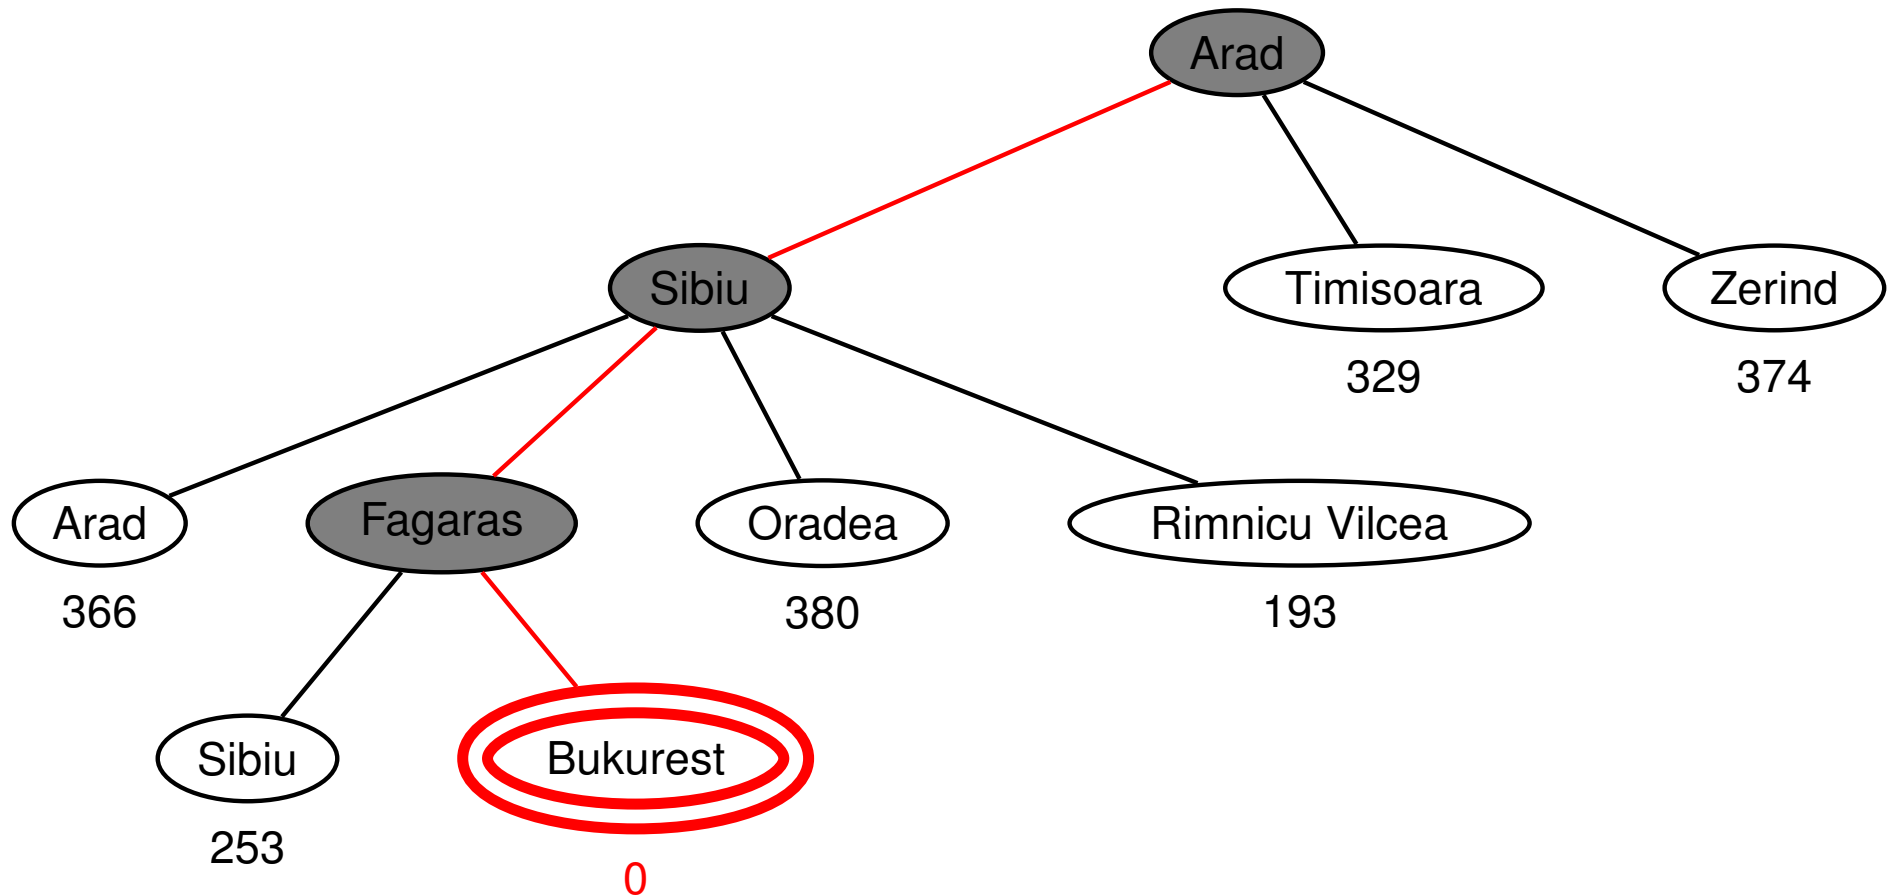 Arad
Sibiu
Timisoara
Zerind
329
374
Arad
Fagaras
Oradea
Rimnicu Vilcea
366
380
193
Sibiu
Bukurest
253
0